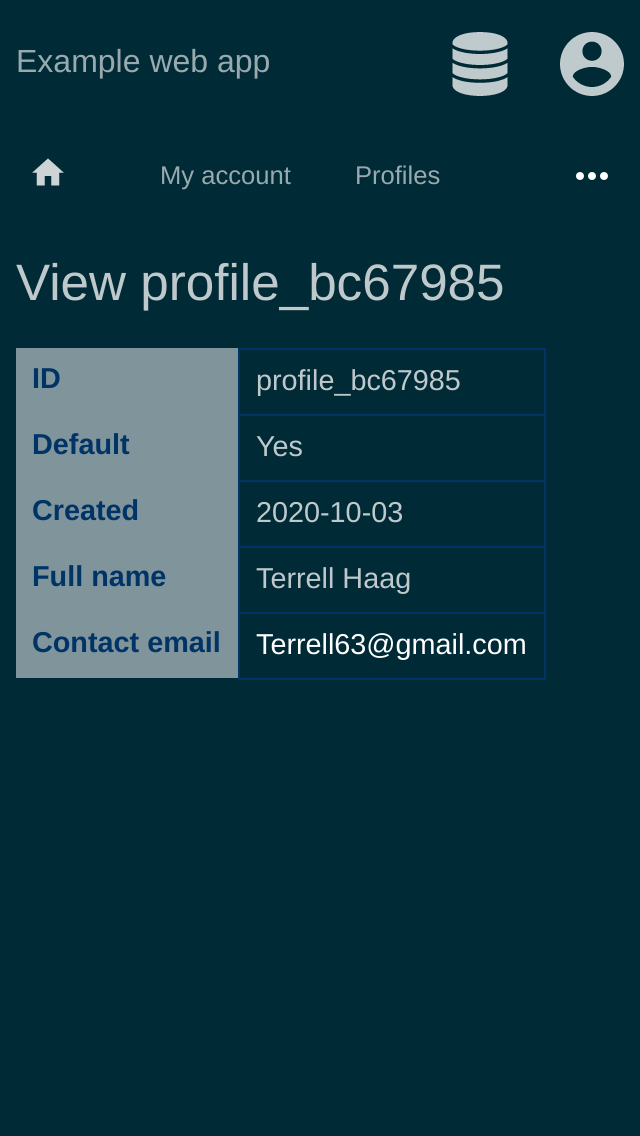 Example web app
My account Profiles
View profile_bc67985
ID profile_bc67985
Default Yes
Created 2020-10-03
Full name Terrell Haag
Contact email Terrell63@gmail.com